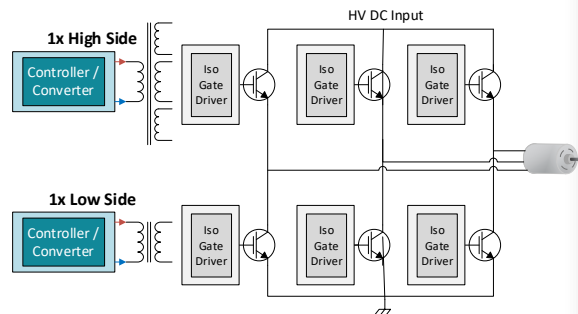 HV DC Input
1x High Side
Controller /
Converter
Iso
Gate
Driver
Iso
Gate
Driver
Iso
Gate
Driver
1x Low Side
Controller /
Converter
Iso
Gate
Driver
Iso
Gate
Driver
Iso
Gate
Driver